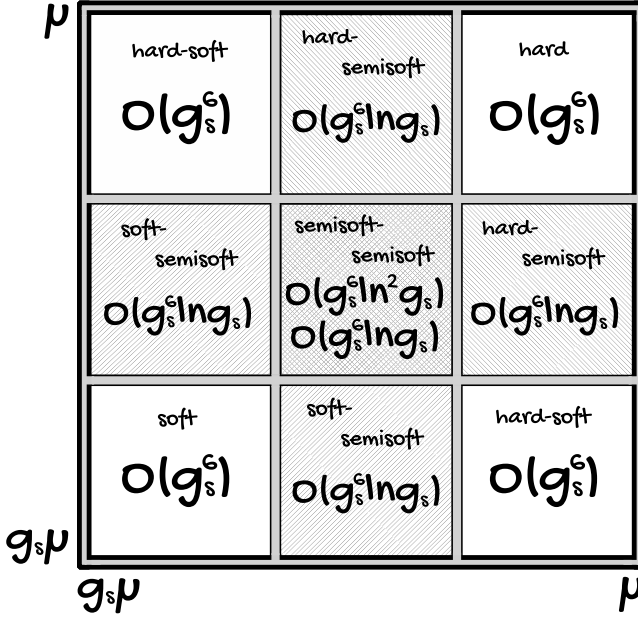 μ
hard-soft
O(g_s^6)
hard-
semisoft
O(g_s^6 ln g_s)
hard
O(g_s^6)
soft-
semisoft
O(g_s^6 ln g_s)
semisoft-
semisoft
O(g_s^6 ln^2 g_s)
O(g_s^6 ln g_s)
hard-
semisoft
O(g_s^6 ln g_s)
soft
O(g_s^6)
soft-
semisoft
O(g_s^6 ln g_s)
hard-soft
O(g_s^6)
g_s μ
g_s μ
μ